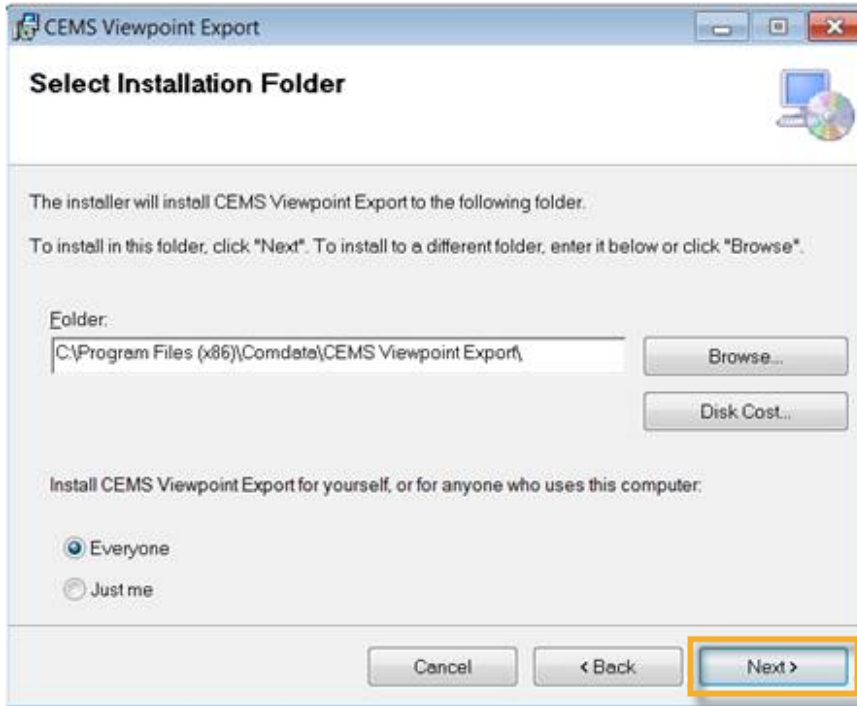 CEMS Viewpoint Export
Select Installation Folder
The installer will install CEMS Viewpoint Export to the following folder.
To install in this folder, click "Next". To install to a different folder, enter it below or click "Browse".
Folder:
C:\Program Files (x86)\Comdata\CEMS Viewpoint Export\
Browse...
Disk Cost...
Install CEMS Viewpoint Export for yourself, or for anyone who uses this computer:
Everyone
Just me
Cancel
< Back
Next >